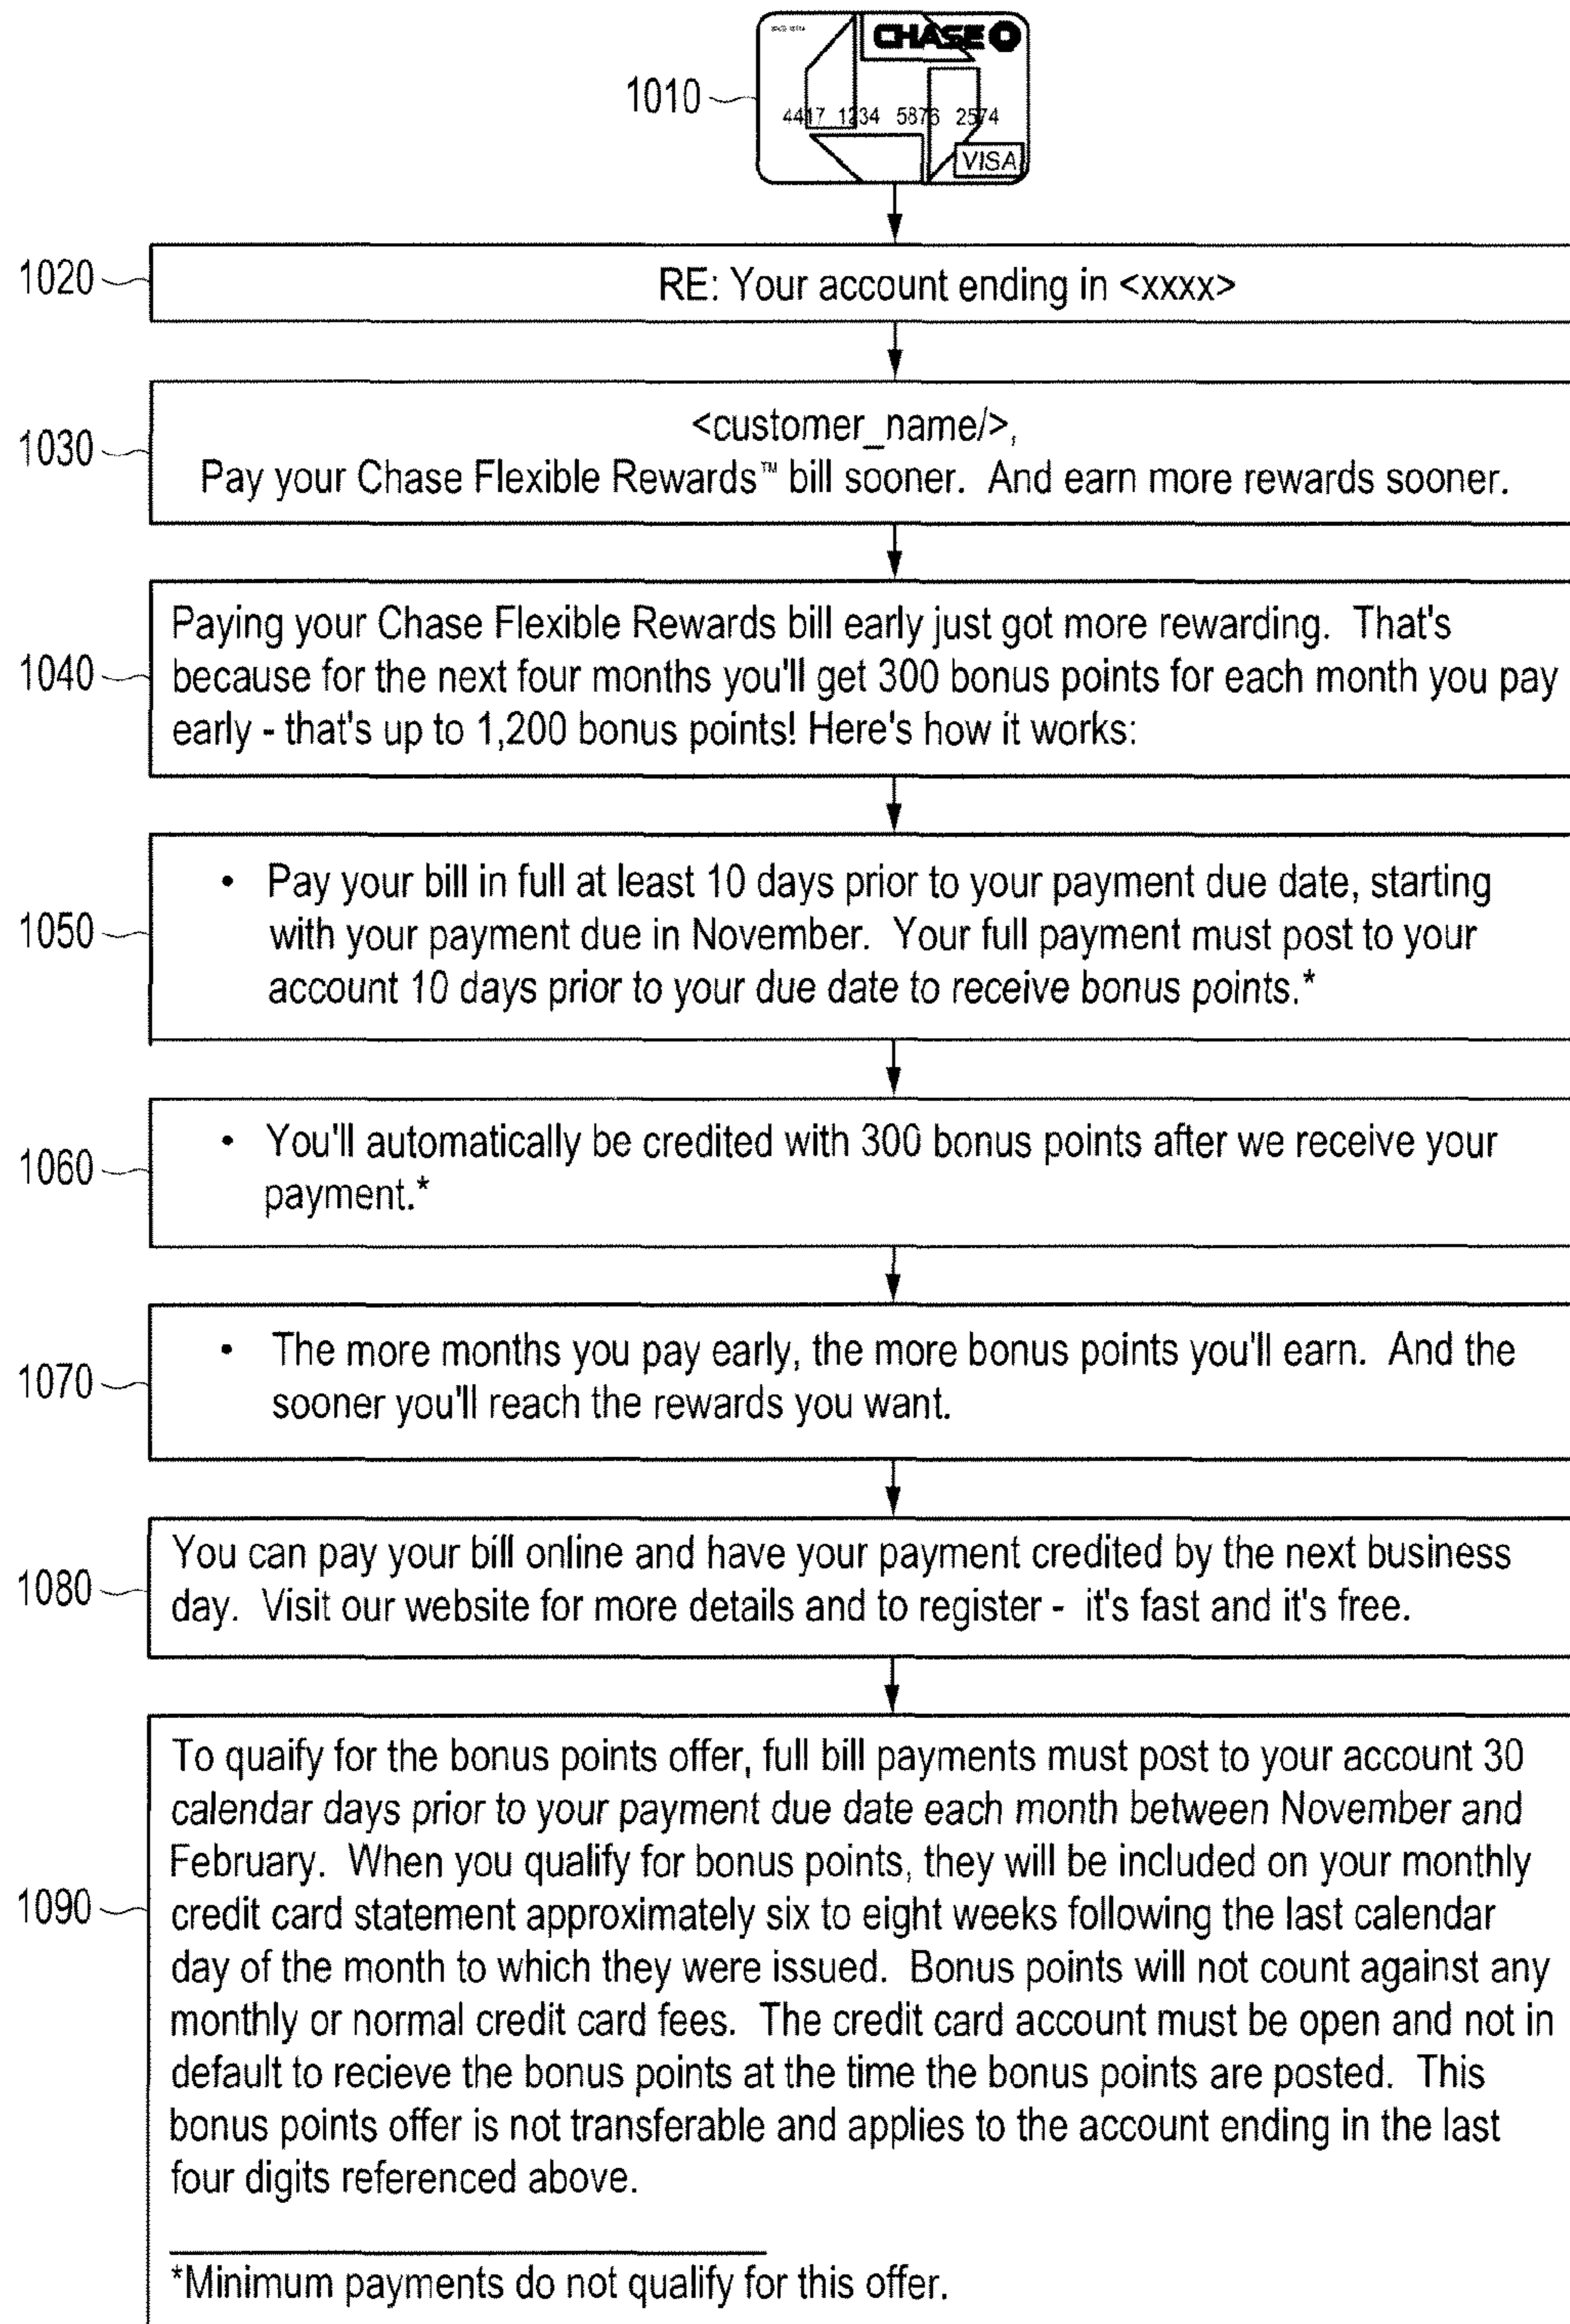 CHASE
1010
4417 1234 5876 2574
VISA
1020
RE: Your account ending in <xxxx>
1030
<customer_name/>,
Pay your Chase Flexible Rewards™ bill sooner. And earn more rewards sooner.
1040
Paying your Chase Flexible Rewards bill early just got more rewarding. That's
because for the next four months you'll get 300 bonus points for each month you pay
early - that's up to 1,200 bonus points! Here's how it works:
1050
• Pay your bill in full at least 10 days prior to your payment due date, starting
with your payment due in November. Your full payment must post to your
account 10 days prior to your due date to receive bonus points.*
1060
• You'll automatically be credited with 300 bonus points after we receive your
payment.*
1070
• The more months you pay early, the more bonus points you'll earn. And the
sooner you'll reach the rewards you want.
1080
You can pay your bill online and have your payment credited by the next business
day. Visit our website for more details and to register - it's fast and it's free.
1090
To quaify for the bonus points offer, full bill payments must post to your account 30
calendar days prior to your payment due date each month between November and
February. When you qualify for bonus points, they will be included on your monthly
credit card statement approximately six to eight weeks following the last calendar
day of the month to which they were issued. Bonus points will not count against any
monthly or normal credit card fees. The credit card account must be open and not in
default to recieve the bonus points at the time the bonus points are posted. This
bonus points offer is not transferable and applies to the account ending in the last
four digits referenced above.
*Minimum payments do not qualify for this offer.